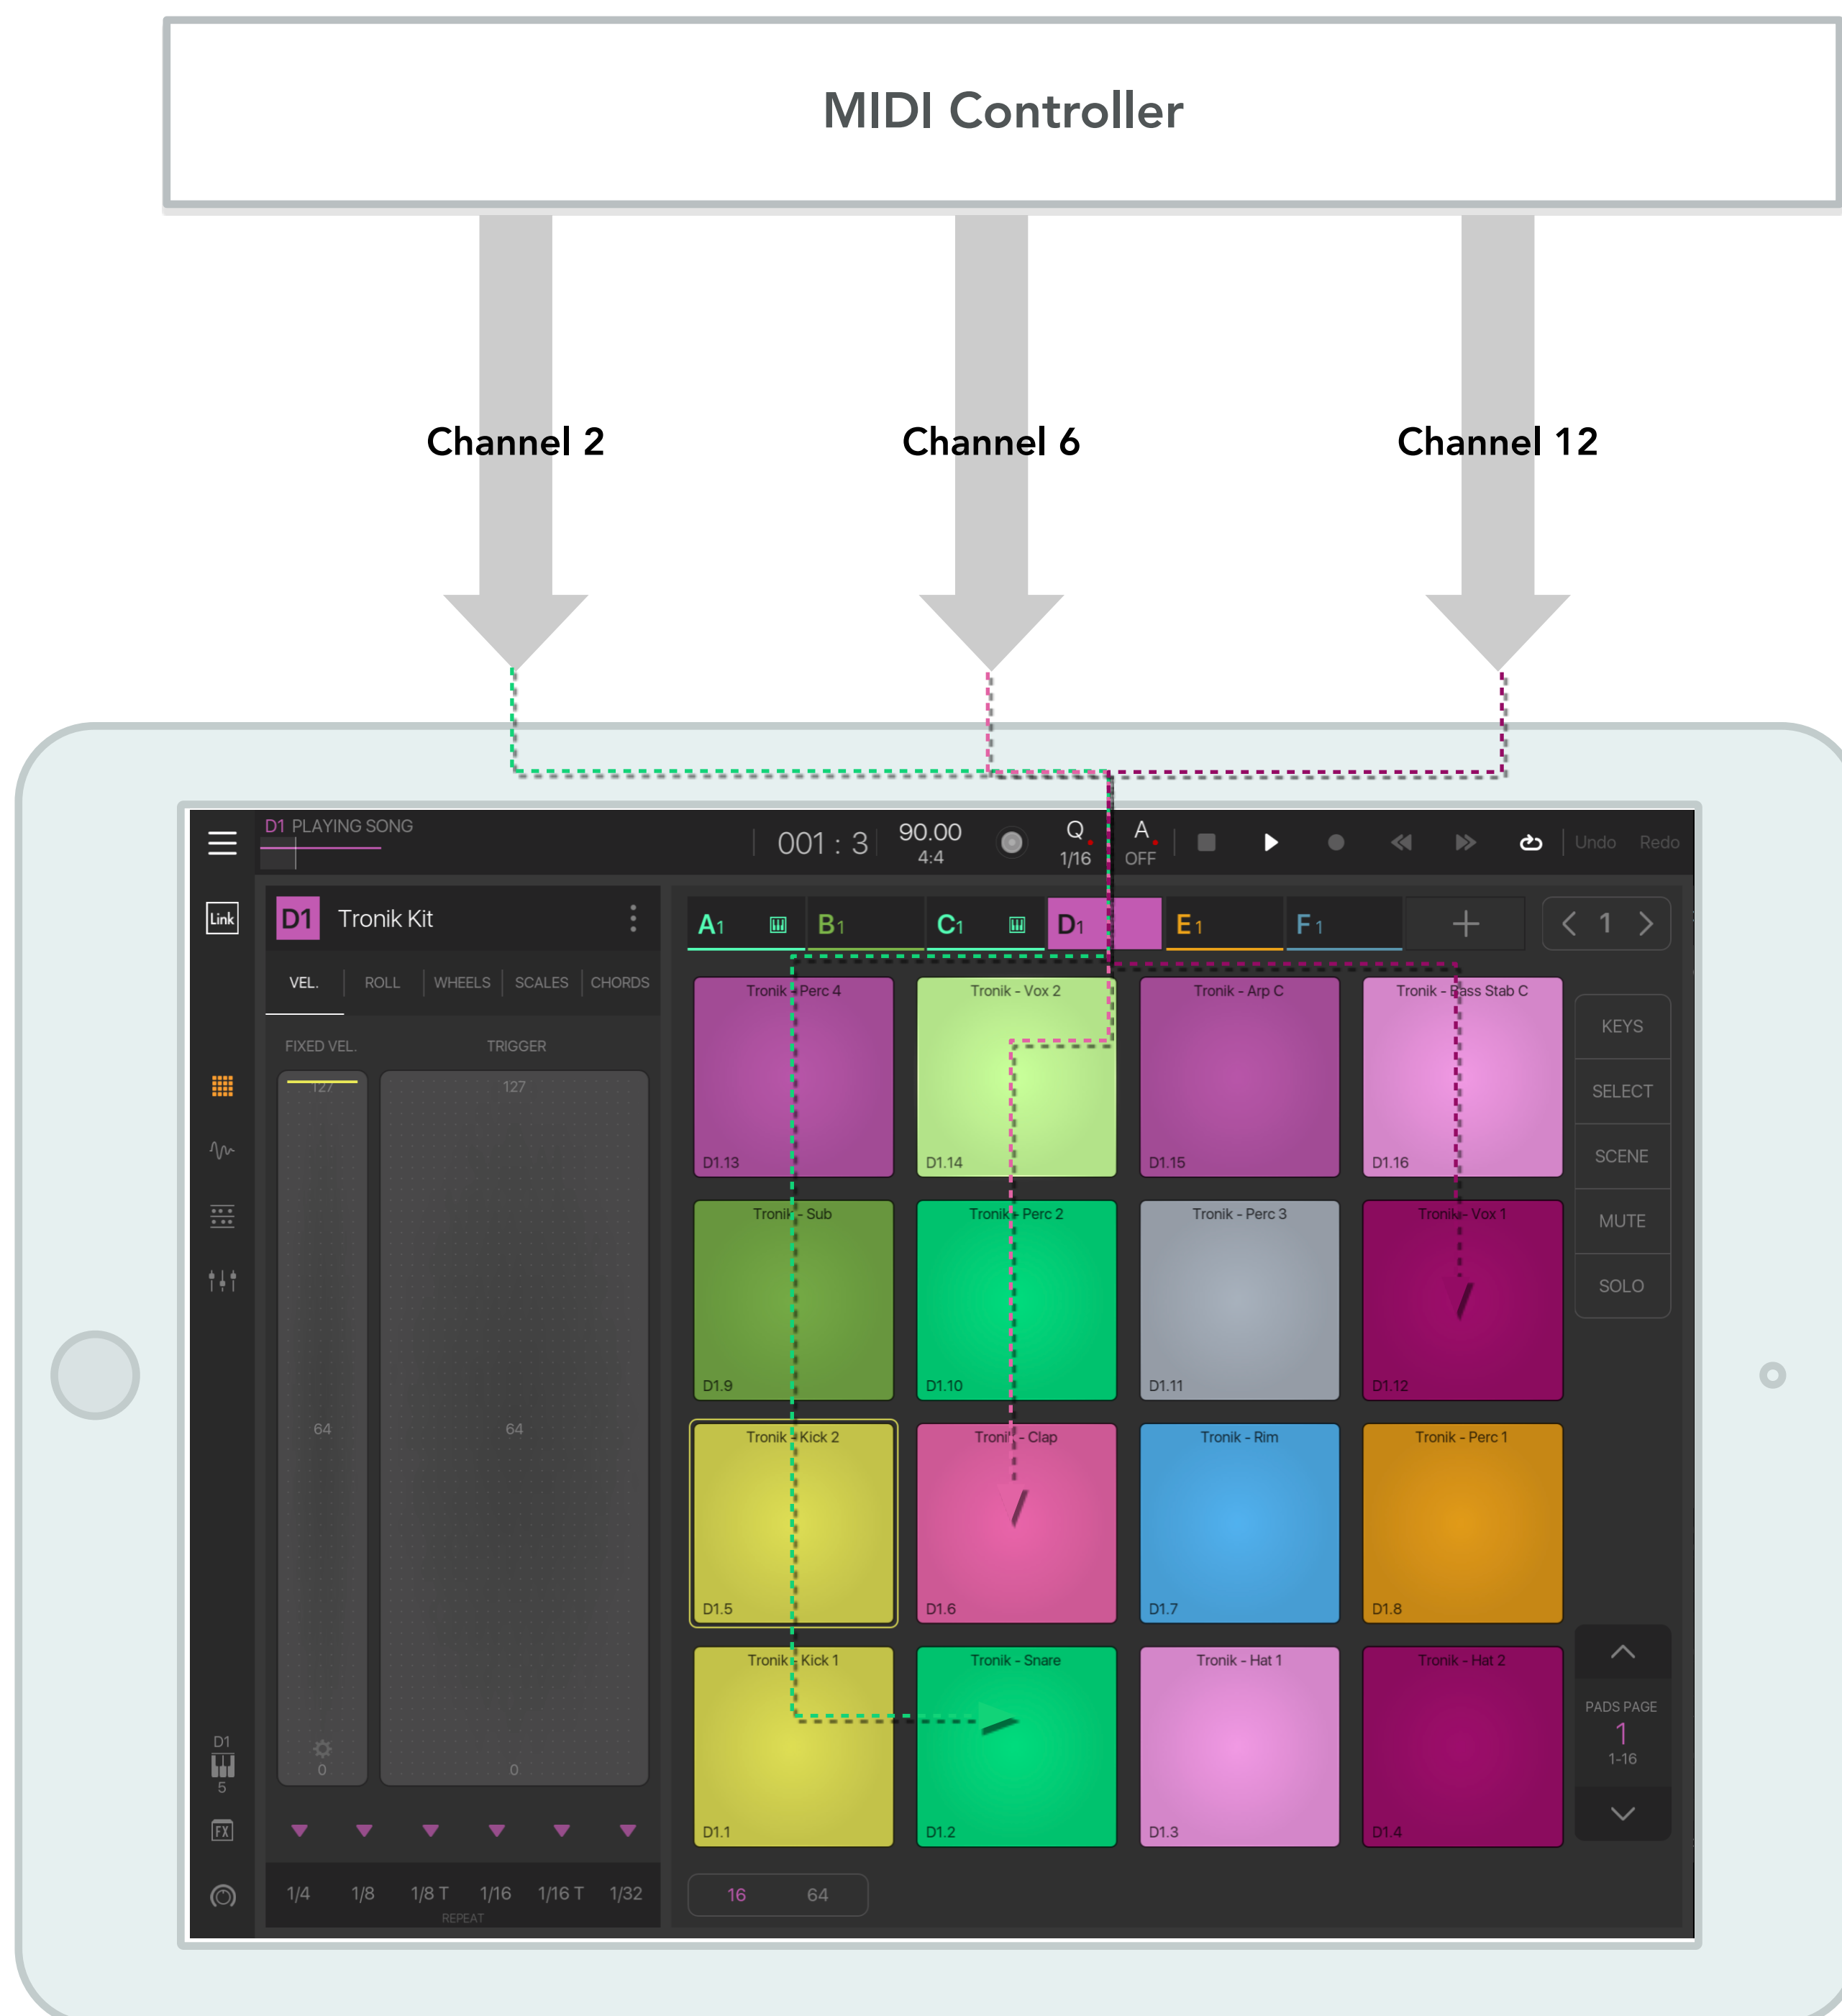 MIDI Controller
Channel 2 Channel 6 Channel 12
D1 PLAYING SONG
001 : 3
90.00
4:4
Q
1/16
A
OFF
Undo Redo
Link
D1 Tronik Kit
A1 B1 C1 D1 E1 F1
< 1 >
VEL. ROLL WHEELS SCALES CHORDS
FIXED VEL. TRIGGER
127 127
64 64
0 0
Tronik - Perc 4 Tronik - Vox 2 Tronik - Arp C Tronik - Bass Stab C
D1.13 D1.14 D1.15 D1.16
Tronik - Sub Tronik - Perc 2 Tronik - Perc 3 Tronik - Vox 1
D1.9 D1.10 D1.11 D1.12
Tronik - Kick 2 Tronik - Clap Tronik - Rim Tronik - Perc 1
D1.5 D1.6 D1.7 D1.8
Tronik - Kick 1 Tronik - Snare Tronik - Hat 1 Tronik - Hat 2
D1.1 D1.2 D1.3 D1.4
KEYS
SELECT
SCENE
MUTE
SOLO
PADS PAGE
1
1-16
D1
5
FX
1/4 1/8 1/8 T 1/16 1/16 T 1/32
REPEAT
16 64